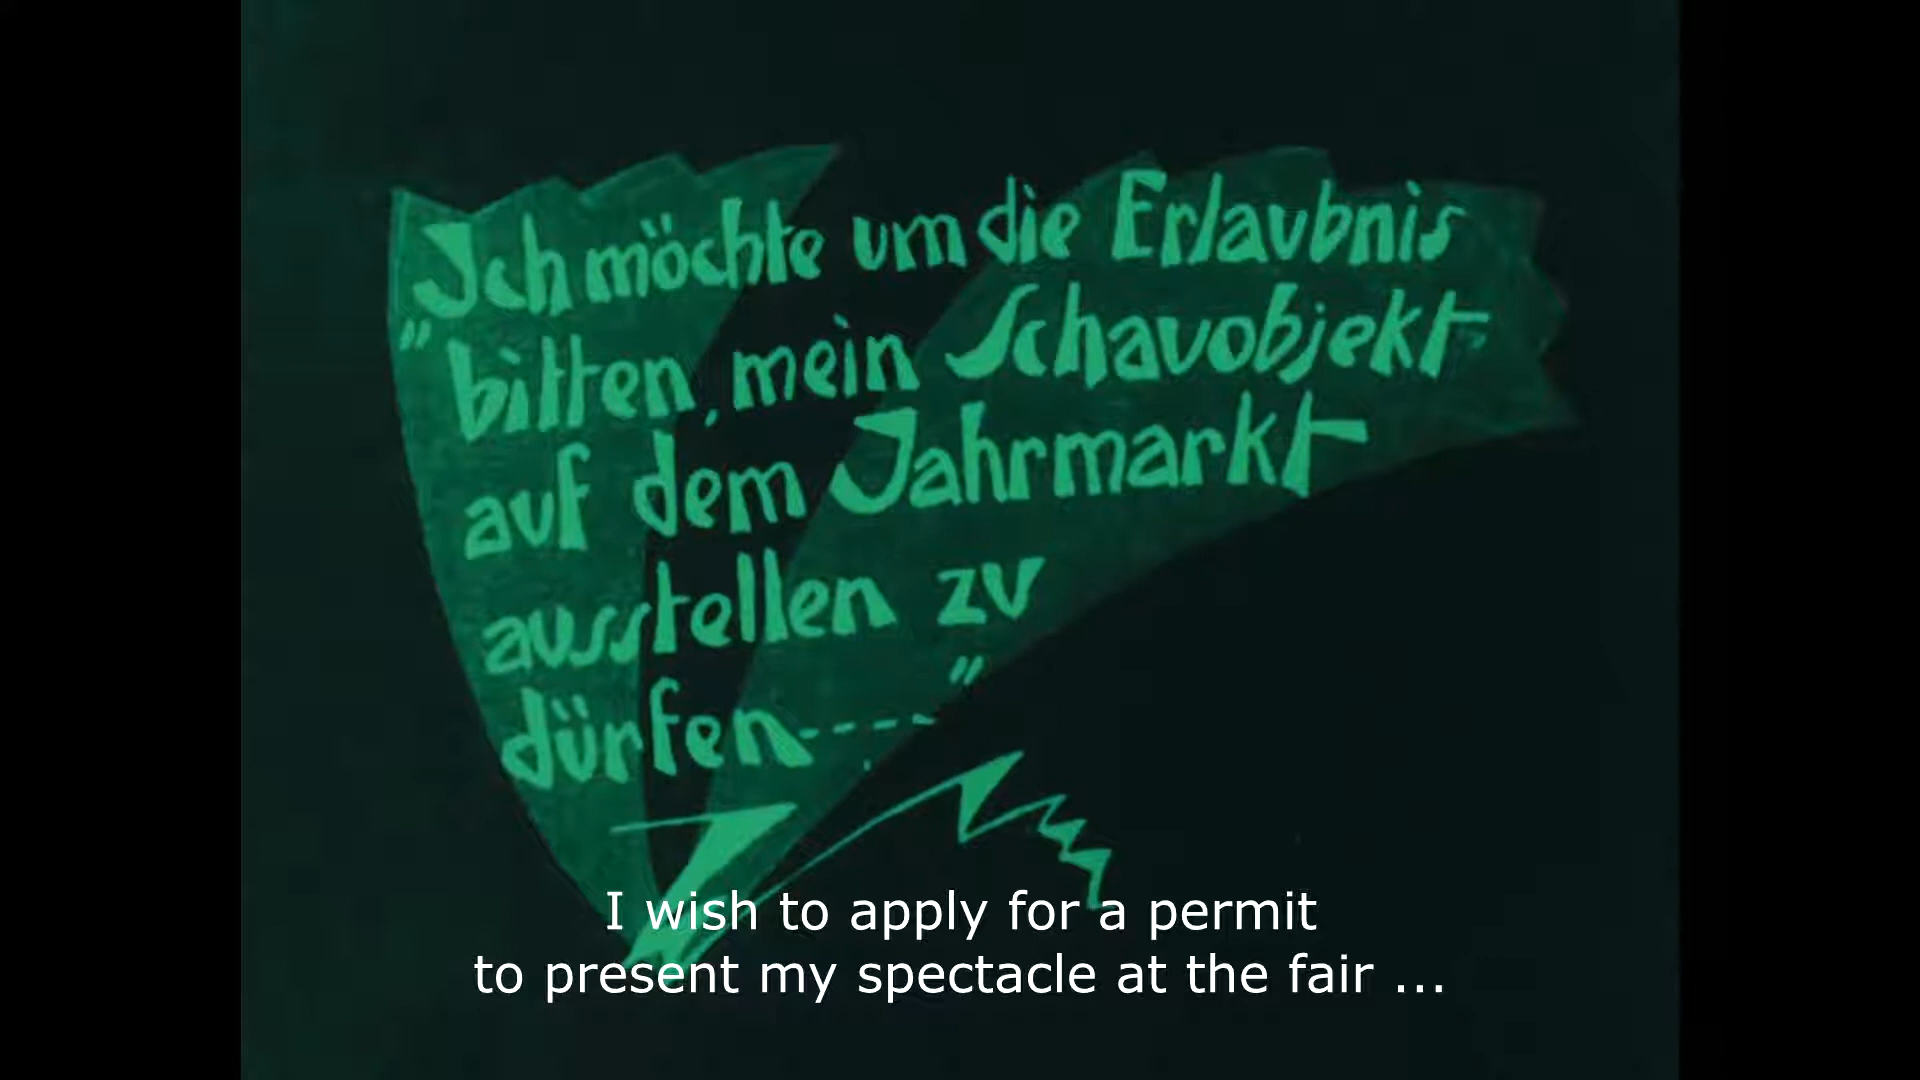 „Ich möchte um die Erlaubnis
bitten, mein Schauobjekt
auf dem Jahrmarkt
ausstellen zu
dürfen----"
I wish to apply for a permit
to present my spectacle at the fair ...